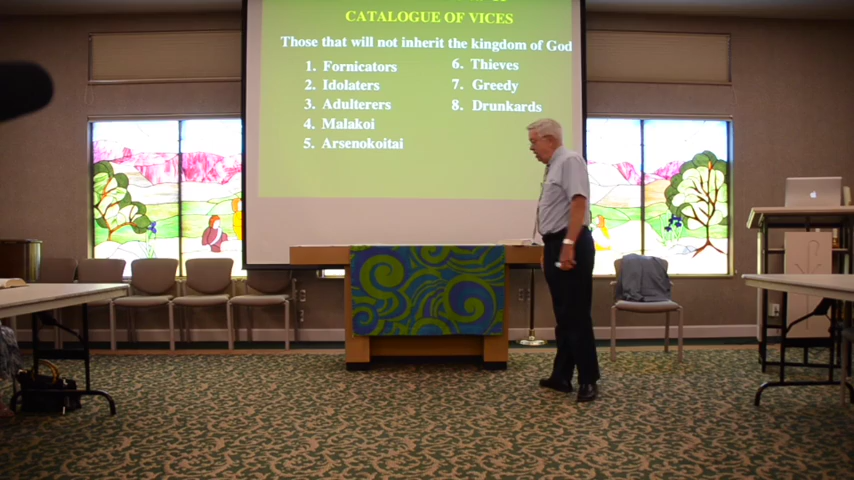 CATALOGUE OF VICES
Those that will not inherit the kingdom of God
1. Fornicators
2. Idolaters
3. Adulterers
4. Malakoi
5. Arsenokoitai
6. Thieves
7. Greedy
8. Drunkards